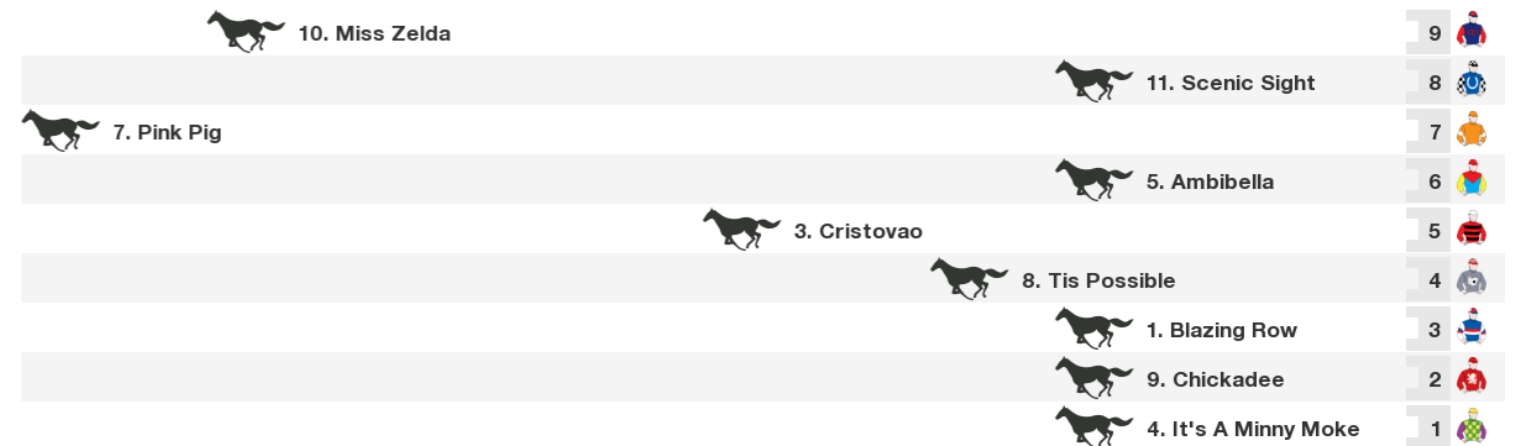 10. Miss Zelda 9
11. Scenic Sight 8
7. Pink Pig 7
5. Ambibella 6
3. Cristovao 5
8. Tis Possible 4
1. Blazing Row 3
9. Chickadee 2
4. It's A Minny Moke 1